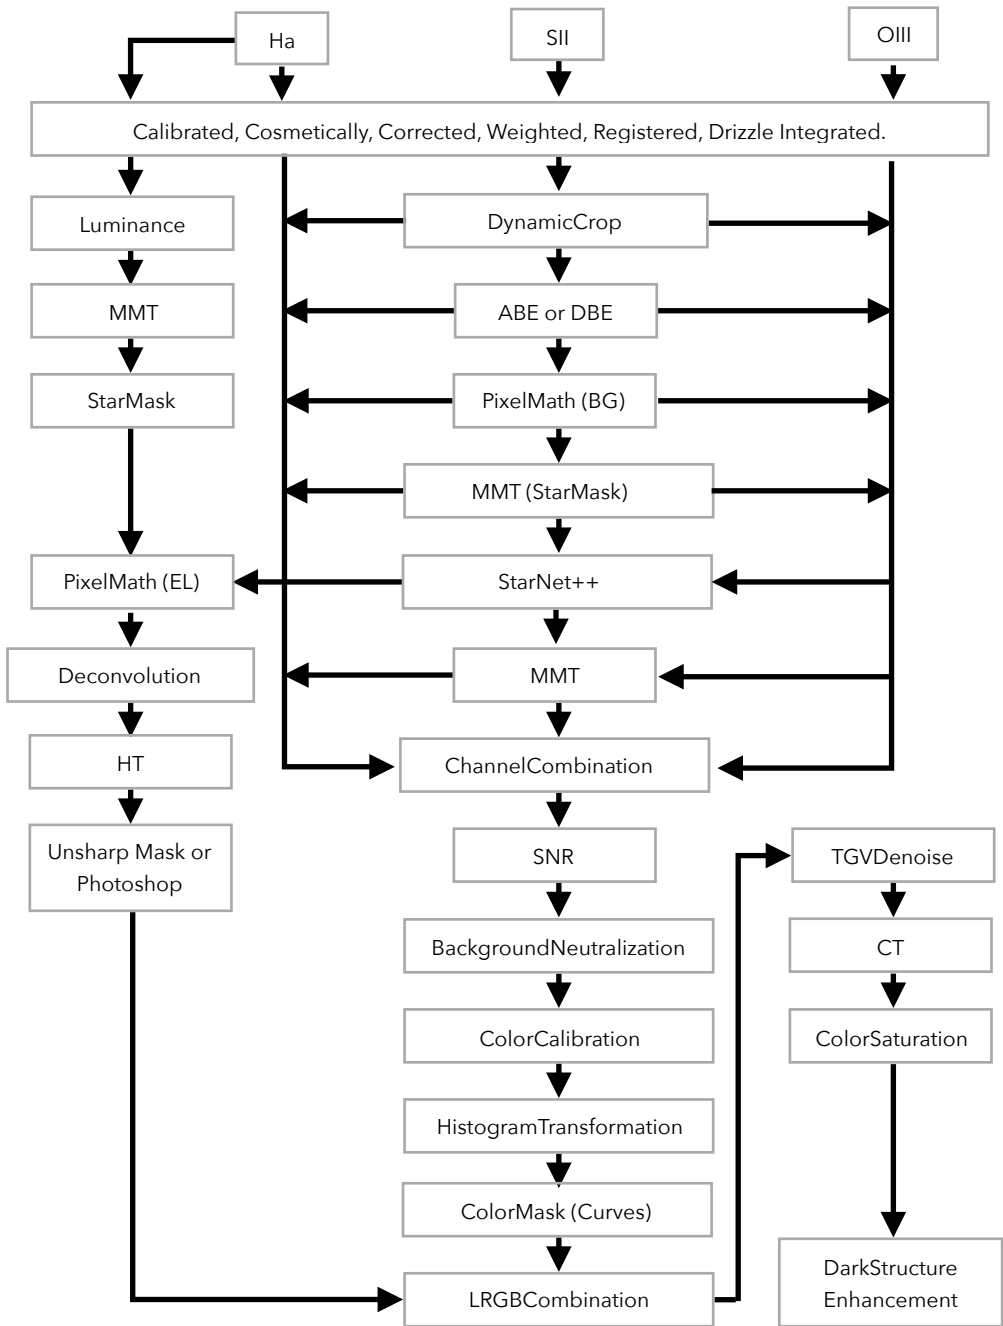 Ha
SII
OIII
Calibrated, Cosmetically, Corrected, Weighted, Registered, Drizzle Integrated.
Luminance
MMT
StarMask
PixelMath (EL)
Deconvolution
HT
Unsharp Mask or
Photoshop
DynamicCrop
ABE or DBE
PixelMath (BG)
MMT (StarMask)
StarNet++
MMT
ChannelCombination
SNR
BackgroundNeutralization
ColorCalibration
HistogramTransformation
ColorMask (Curves)
LRGBCombination
TGVDenoise
CT
ColorSaturation
DarkStructure
Enhancement